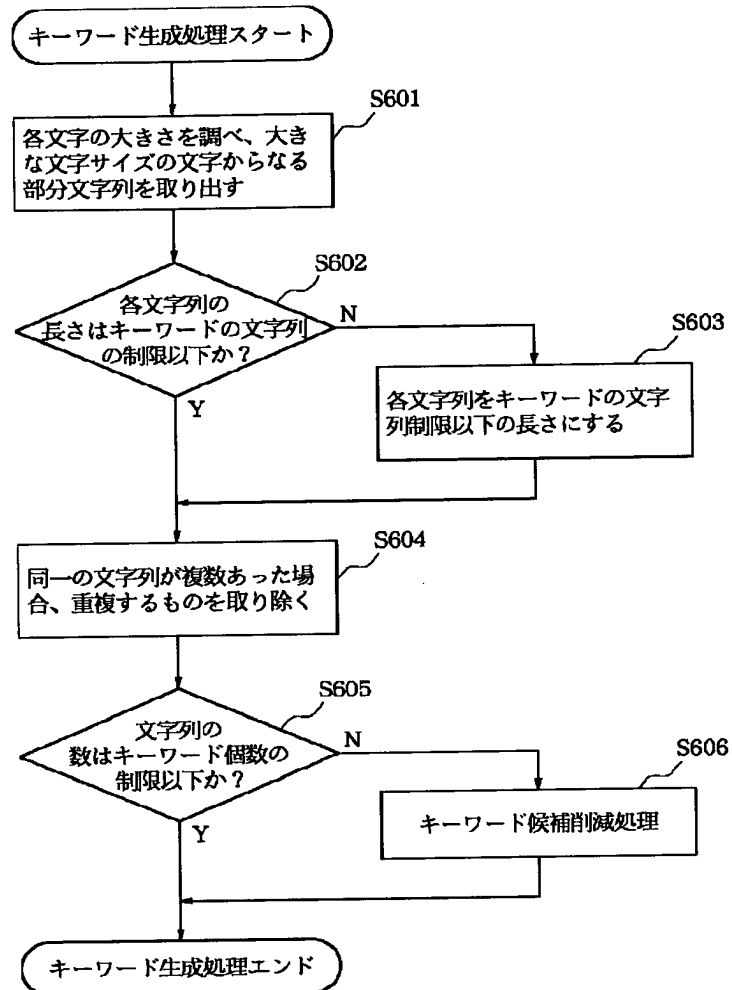 キーワード生成処理スタート
S601
各文字の大きさを調べ、大き
な文字サイズの文字からなる
部分文字列を取り出す
S602
各文字列の
長さはキーワードの文字列
の制限以下か？
N
Y
S603
各文字列をキーワードの文字
列制限以下の長さにする
S604
同一の文字列が複数あった場
合、重複するものを取り除く
S605
文字列の
数はキーワード個数の
制限以下か？
N
Y
S606
キーワード候補削減処理
キーワード生成処理エンド